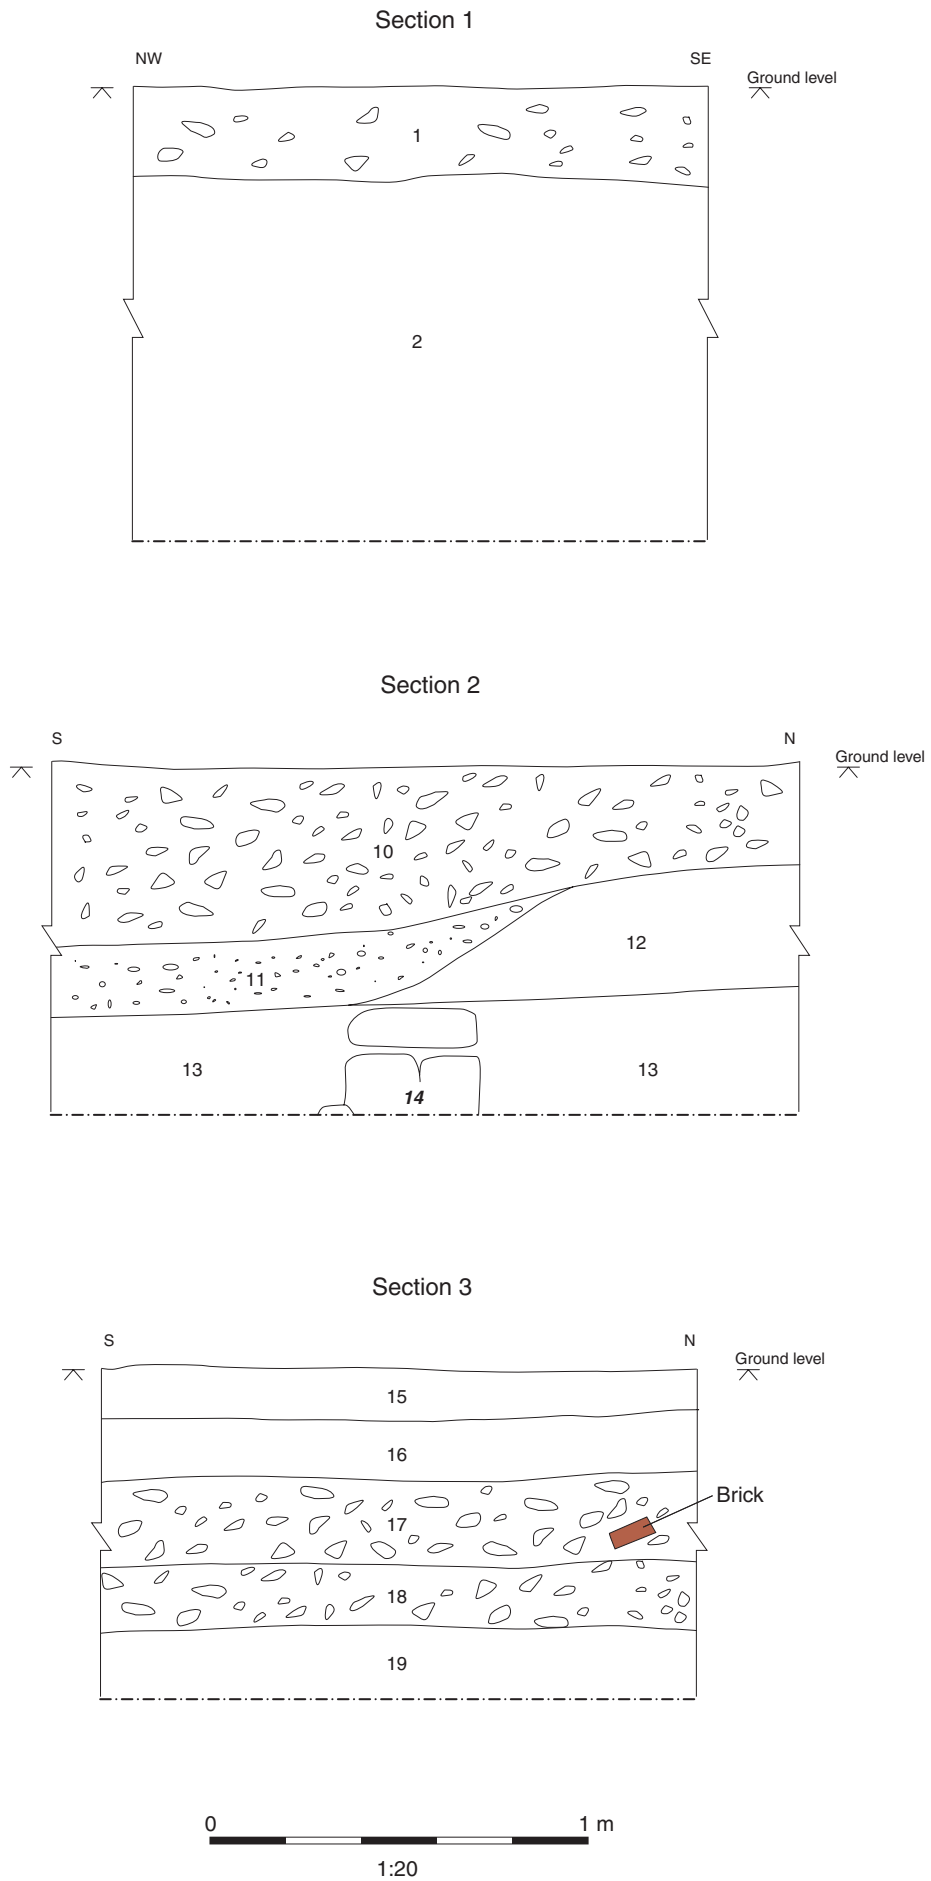 Section 1
NW
SE
Ground level
1
2
Section 2
S
N
Ground level
10
12
11
13
13
14
Section 3
S
N
Ground level
15
16
Brick
17
18
19
0
1 m
1:20